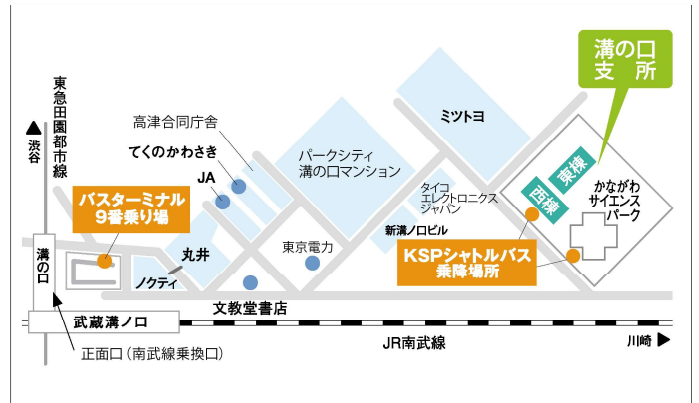 溝の口
支所
東急田園都市線
渋谷
高津合同庁舎
てくのかわさき
JA
バスターミナル
9番乗り場
パークシティ
溝の口マンション
ミツトヨ
東棟
西棟
かながわ
サイエンス
パーク
タイコ
エレクトロニクス
ジャパン
新溝ノ口ビル
KSPシャトルバス
乗降場所
丸井
東京電力
ノクティ
溝の口
文教堂書店
武蔵溝ノ口
JR南武線
川崎
正面口(南武線乗換口)